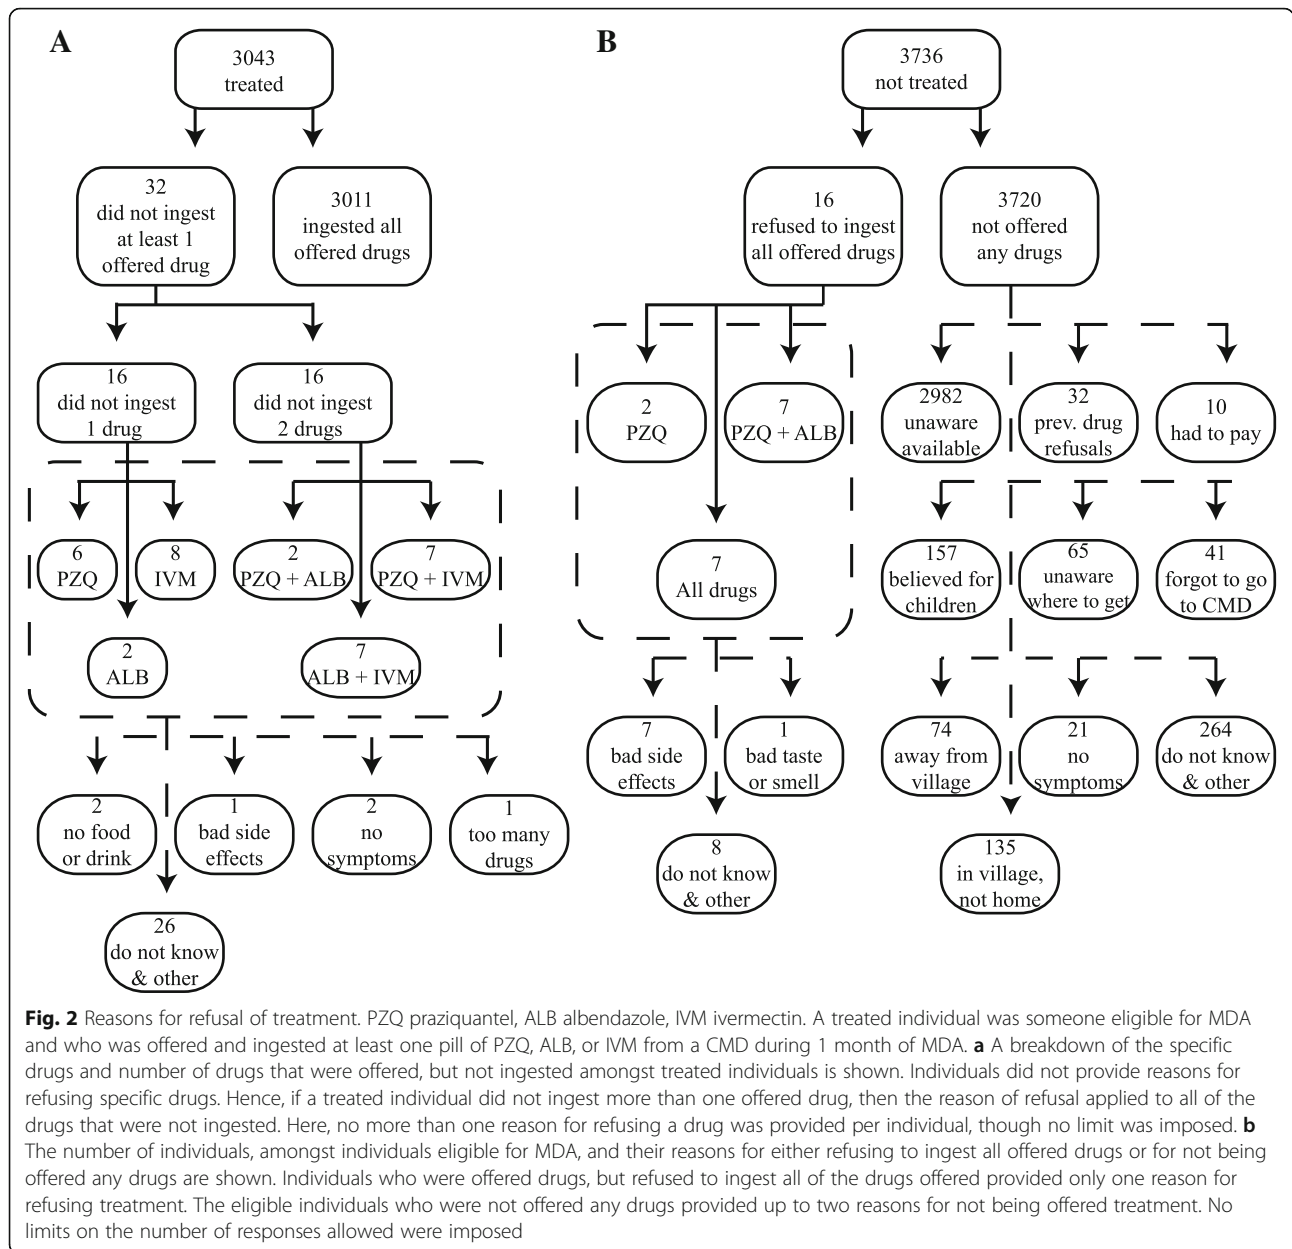 A
3043
treated
32
did not ingest
at least 1
offered drug
3011
ingested all
offered drugs
16
did not ingest
1 drug
16
did not ingest
2 drugs
6
PZQ
8
IVM
2
PZQ + ALB
7
PZQ + IVM
2
ALB
7
ALB + IVM
2
no food
or drink
1
bad side
effects
2
no
symptoms
1
too many
drugs
26
do not know
& other
B
3736
not treated
16
refused to ingest
all offered drugs
3720
not offered
any drugs
2
PZQ
7
PZQ + ALB
7
All drugs
7
bad side
effects
1
bad taste
or smell
8
do not know
& other
2982
unaware
available
32
prev. drug
refusals
10
had to pay
157
believed for
children
65
unaware
where to get
41
forgot to go
to CMD
74
away from
village
21
no
symptoms
264
do not know
& other
135
in village,
not home
Fig. 2 Reasons for refusal of treatment. PZQ praziquantel, ALB albendazole, IVM ivermectin. A treated individual was someone eligible for MDA
and who was offered and ingested at least one pill of PZQ, ALB, or IVM from a CMD during 1 month of MDA. a A breakdown of the specific
drugs and number of drugs that were offered, but not ingested amongst treated individuals is shown. Individuals did not provide reasons for
refusing specific drugs. Hence, if a treated individual did not ingest more than one offered drug, then the reason of refusal applied to all of the
drugs that were not ingested. Here, no more than one reason for refusing a drug was provided per individual, though no limit was imposed. b
The number of individuals, amongst individuals eligible for MDA, and their reasons for either refusing to ingest all offered drugs or for not being
offered any drugs are shown. Individuals who were offered drugs, but refused to ingest all of the drugs offered provided only one reason for
refusing treatment. The eligible individuals who were not offered any drugs provided up to two reasons for not being offered treatment. No
limits on the number of responses allowed were imposed